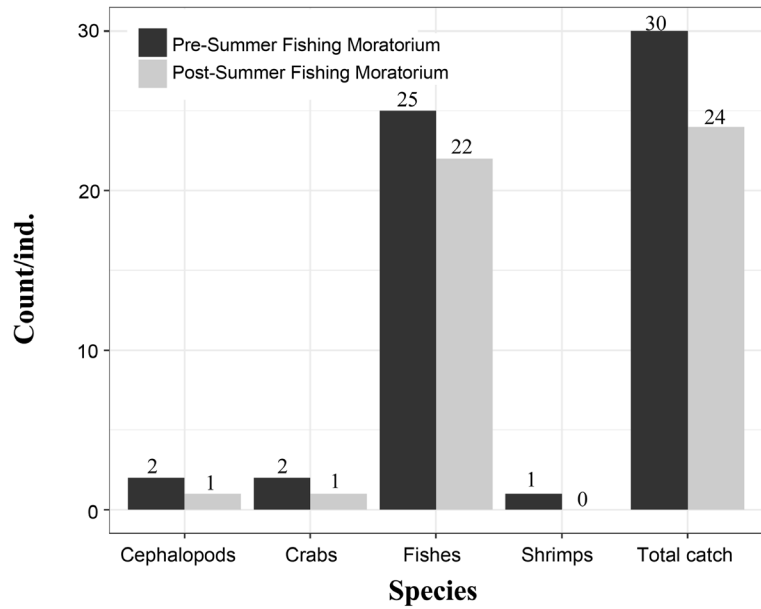 Pre-Summer Fishing Moratorium
Post-Summer Fishing Moratorium
Count/ind.
30
20
10
0
2
1
2
1
25
22
1
0
30
24
Cephalopods
Crabs
Fishes
Shrimps
Total catch
Species